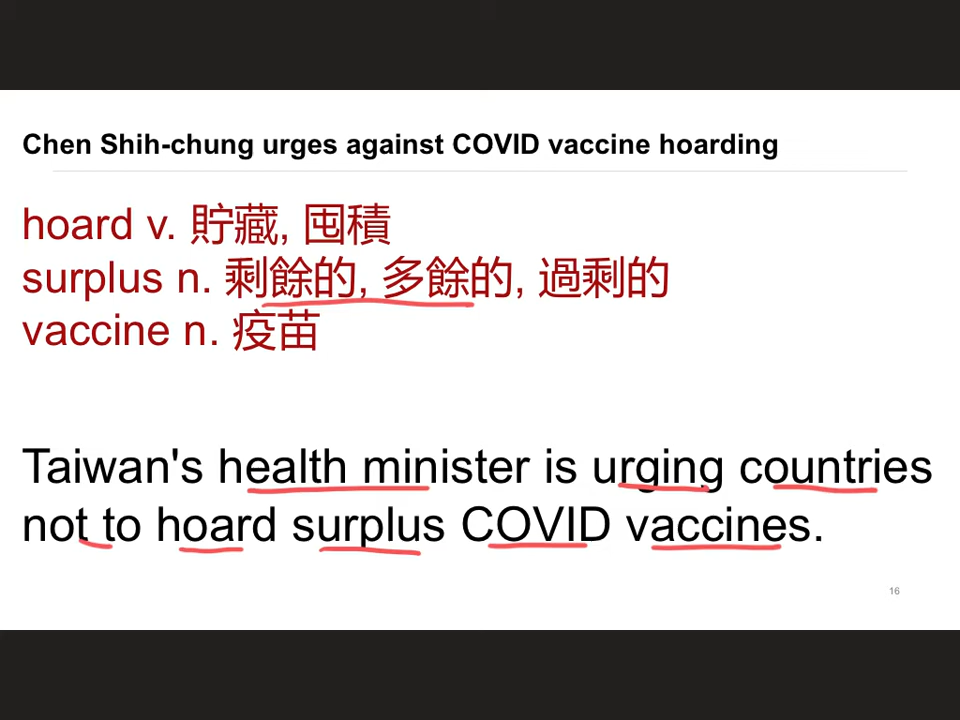 Chen Shih-chung urges against COVID vaccine hoarding
hoard v. 貯藏, 囤積
surplus n. 剩餘的, 多餘的, 過剩的
vaccine n. 疫苗
Taiwan's health minister is urging countries
not to hoard surplus COVID vaccines.
16